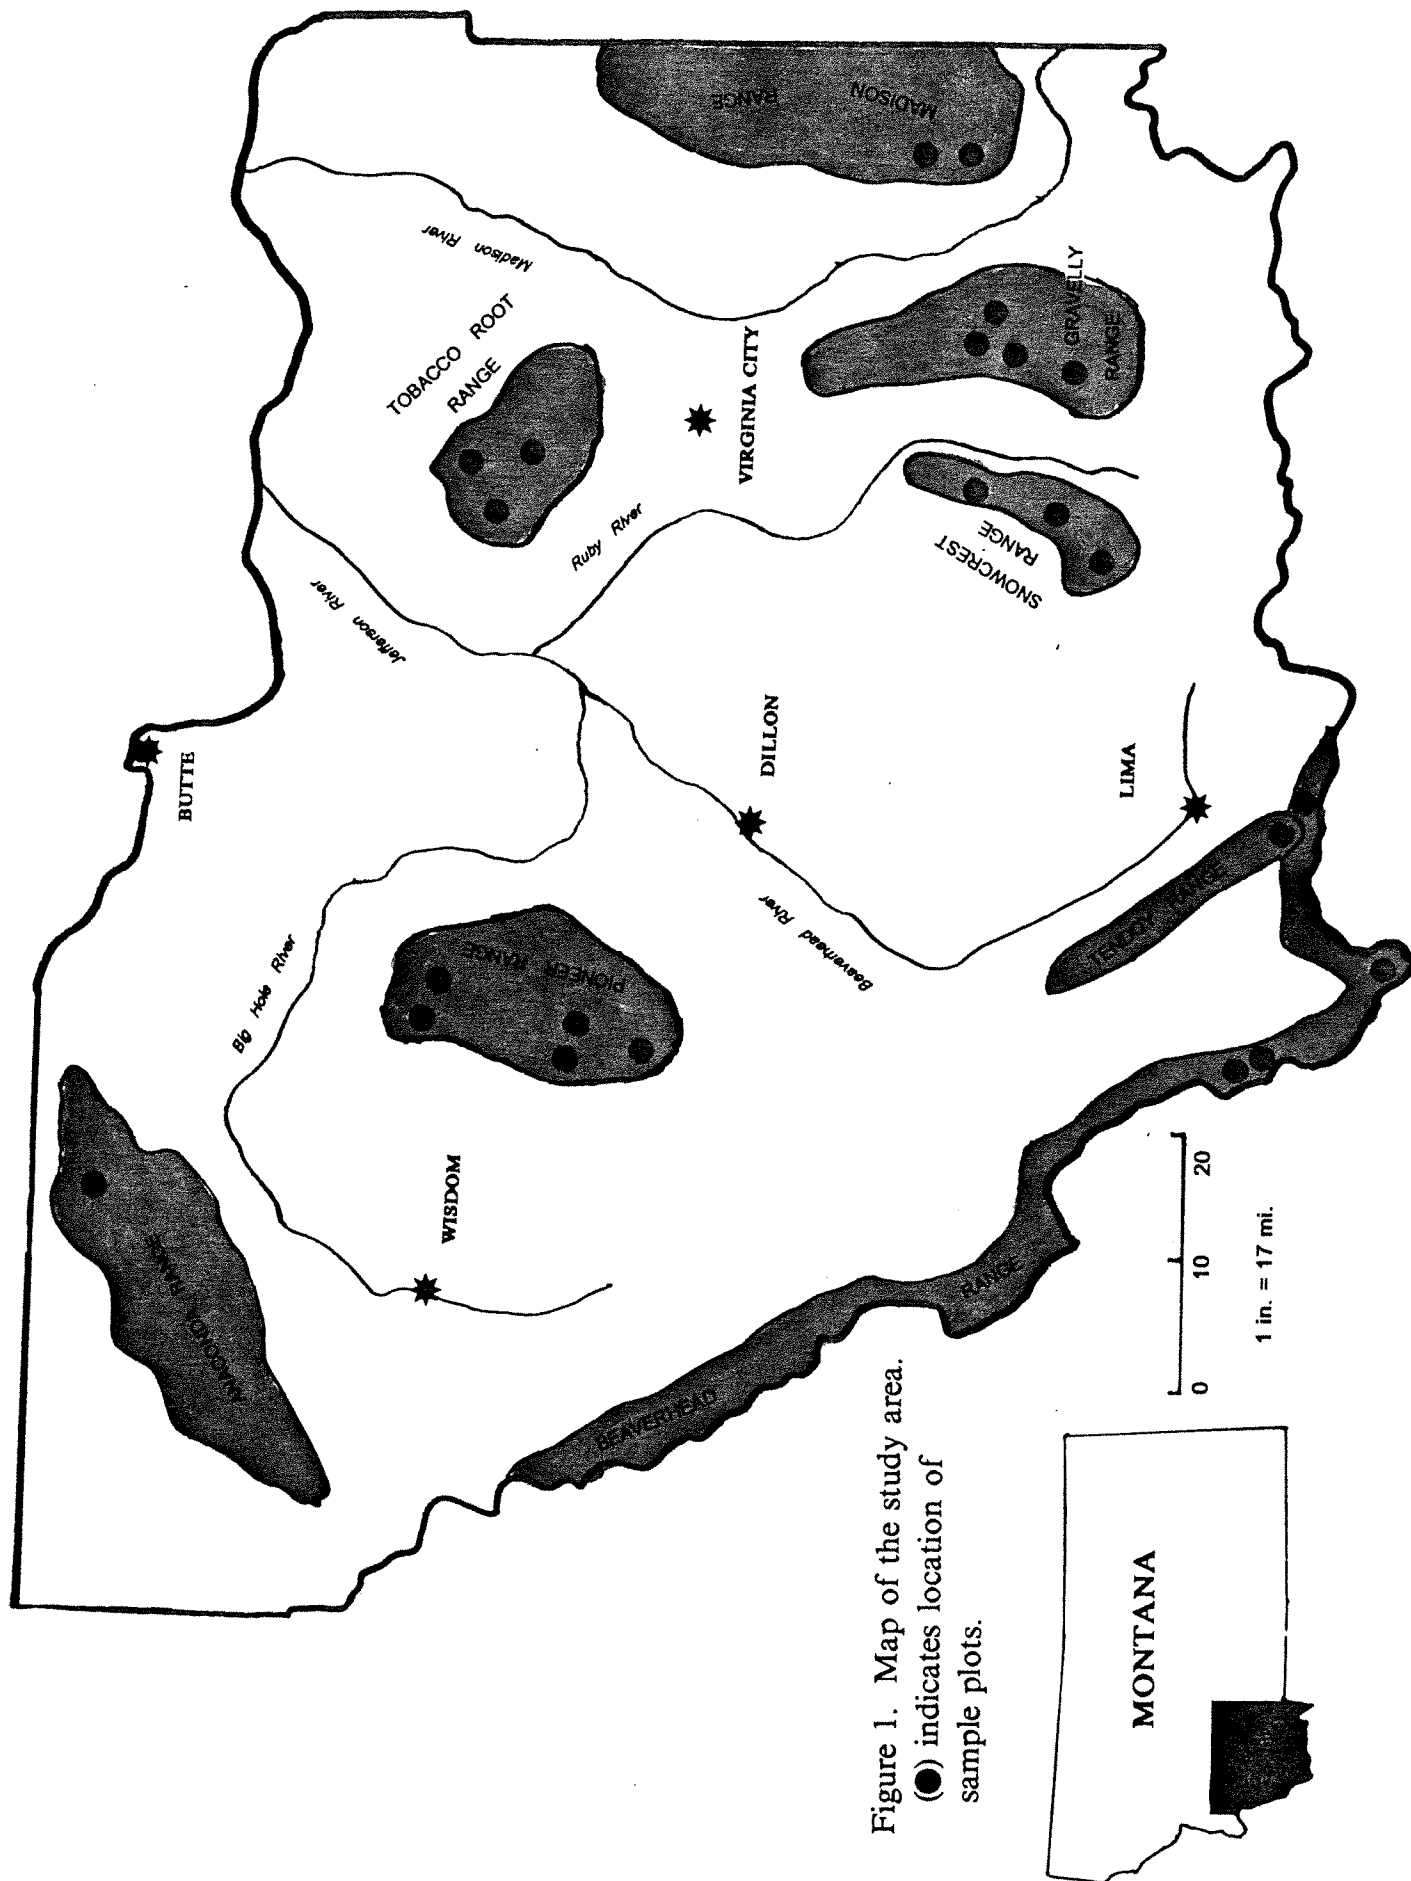 BUTTE
WISDOM
DILLON
LIMA
VIRGINIA CITY
ANACONDA RANGE
PIONEER RANGE
BEAVERHEAD
RANGE
TENDOY RANGE
TOBACCO ROOT
RANGE
SNOWCREST
RANGE
GRAVELLY
RANGE
MADISON
RANGE
Big Hole River
Jefferson River
Ruby River
Madison River
Beaverhead River
0 10 20
1 in. = 17 mi.
Figure 1. Map of the study area.
(●) indicates location of
sample plots.
MONTANA